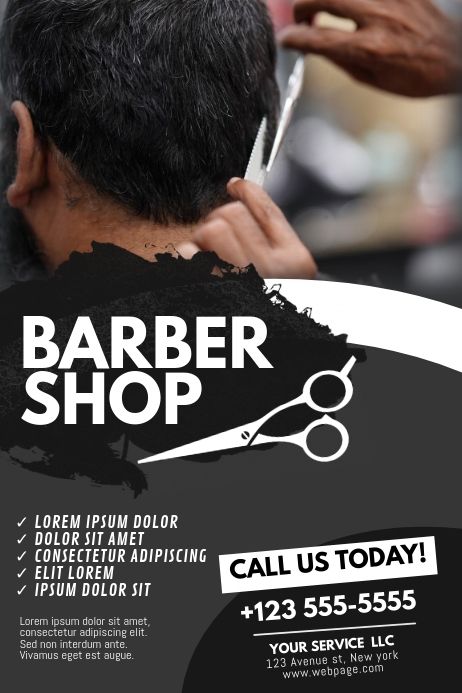 BARBER
SHOP
✓ LOREM IPSUM DOLOR
✓ DOLOR SIT AMET
✓ CONSECTETUR ADIPISCING
✓ ELIT LOREM
✓ IPSUM DOLOR SIT
Lorem ipsum dolor sit amet,
consectetur adipiscing elit.
Sed non interdum sem.
Vivamus eget est augue.
CALL US TODAY!
+123 555-5555
YOUR SERVICE LLC
123 Avenue st, New York
www.webpage.com